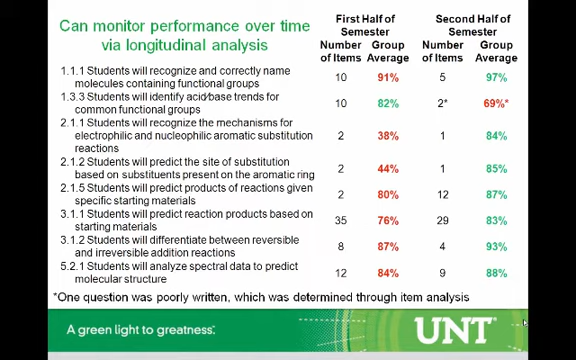 Can monitor performance over time
via longitudinal analysis
First Half of Semester Second Half of Semester
Number of Items Group Average Number of Items Group Average
1.1.1 Students will recognize and correctly name
molecules containing functional groups 10 91% 5 97%
1.3.3 Students will identify acid/base trends for
common functional groups 10 82% 2* 69%*
2.1.1 Students will recognize the mechanisms for
electrophilic and nucleophilic aromatic substitution
reactions 2 38% 1 84%
2.1.2 Students will predict the site of substitution
based on substituents present on the aromatic ring 2 44% 1 85%
2.1.5 Students will predict products of reactions given
specific starting materials 2 80% 12 87%
3.1.1 Students will predict reaction products based on
starting materials 35 76% 29 83%
3.1.2 Students will differentiate between reversible
and irreversible addition reactions 8 87% 4 93%
5.2.1 Students will analyze spectral data to predict
molecular structure 12 84% 9 88%
*One question was poorly written, which was determined through item analysis
A green light to greatness:
UNT